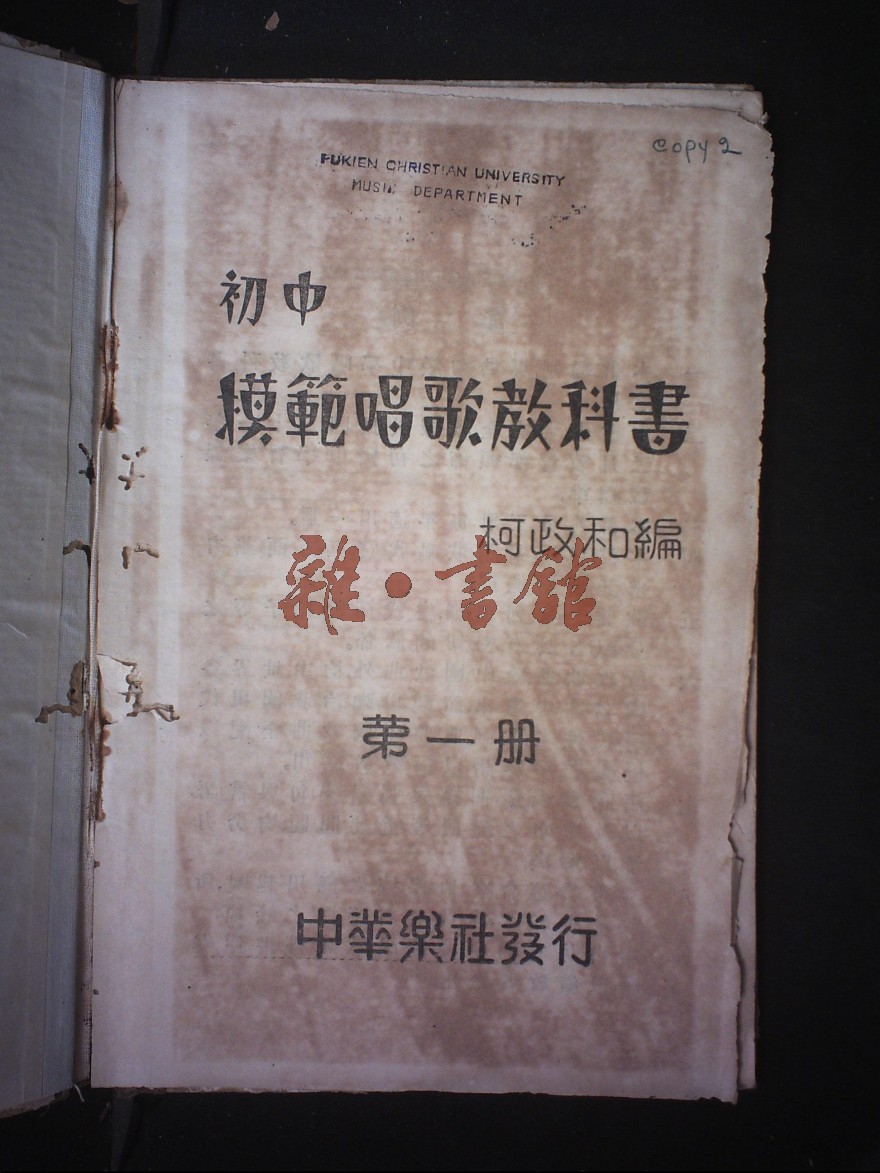 copy 2
FUKIEN CHRISTIAN UNIVERSITY
MUSIC DEPARTMENT
初中
模範唱歌教科書
柯政和編
雜·書館
第一册
中華樂社發行